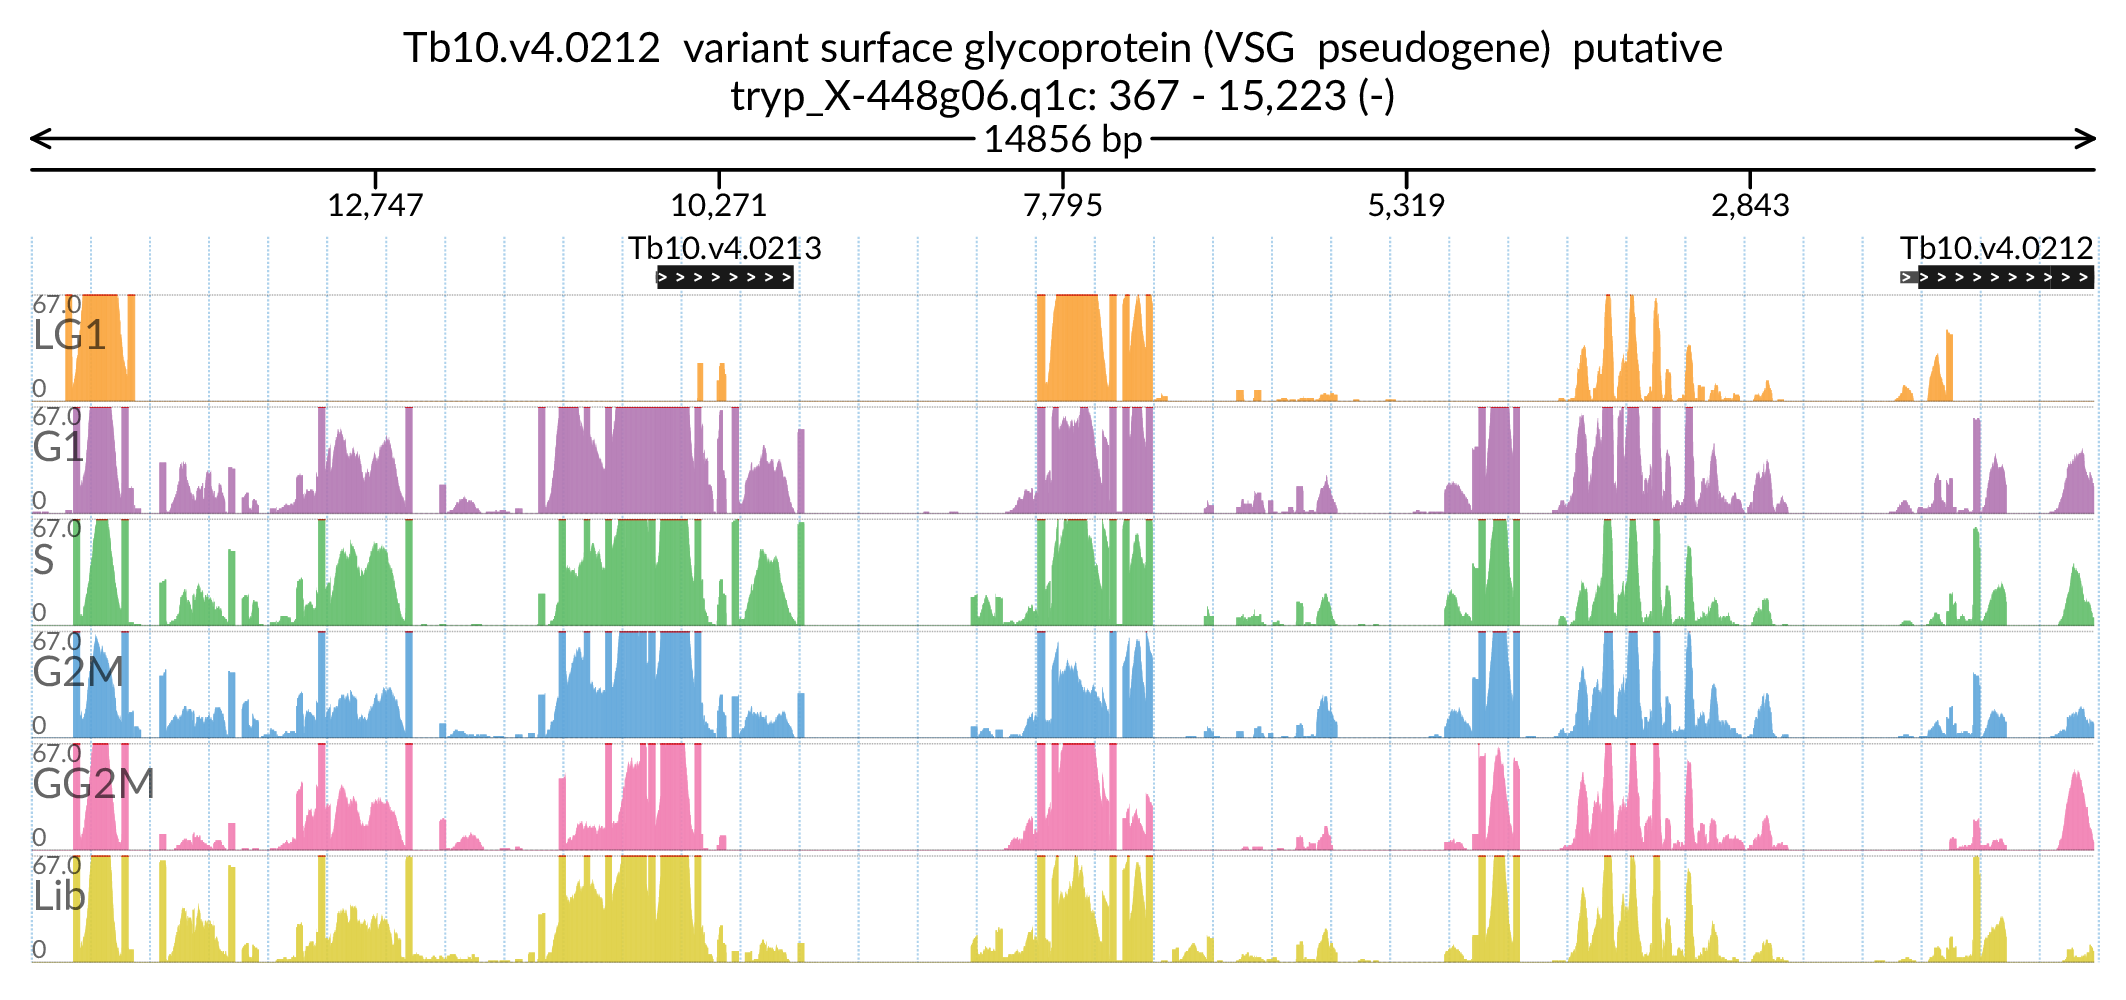 Tb10.v4.0212 variant surface glycoprotein (VSG pseudogene) putative
tryp_X-448g06.q1c: 367 - 15,223 (-)
14856 bp
12,747 10,271 7,795 5,319 2,843
Tb10.v4.0213 Tb10.v4.0212
67.0
LG1
0
67.0
G1
0
67.0
S
0
67.0
G2M
0
67.0
GG2M
0
67.0
Lib
0